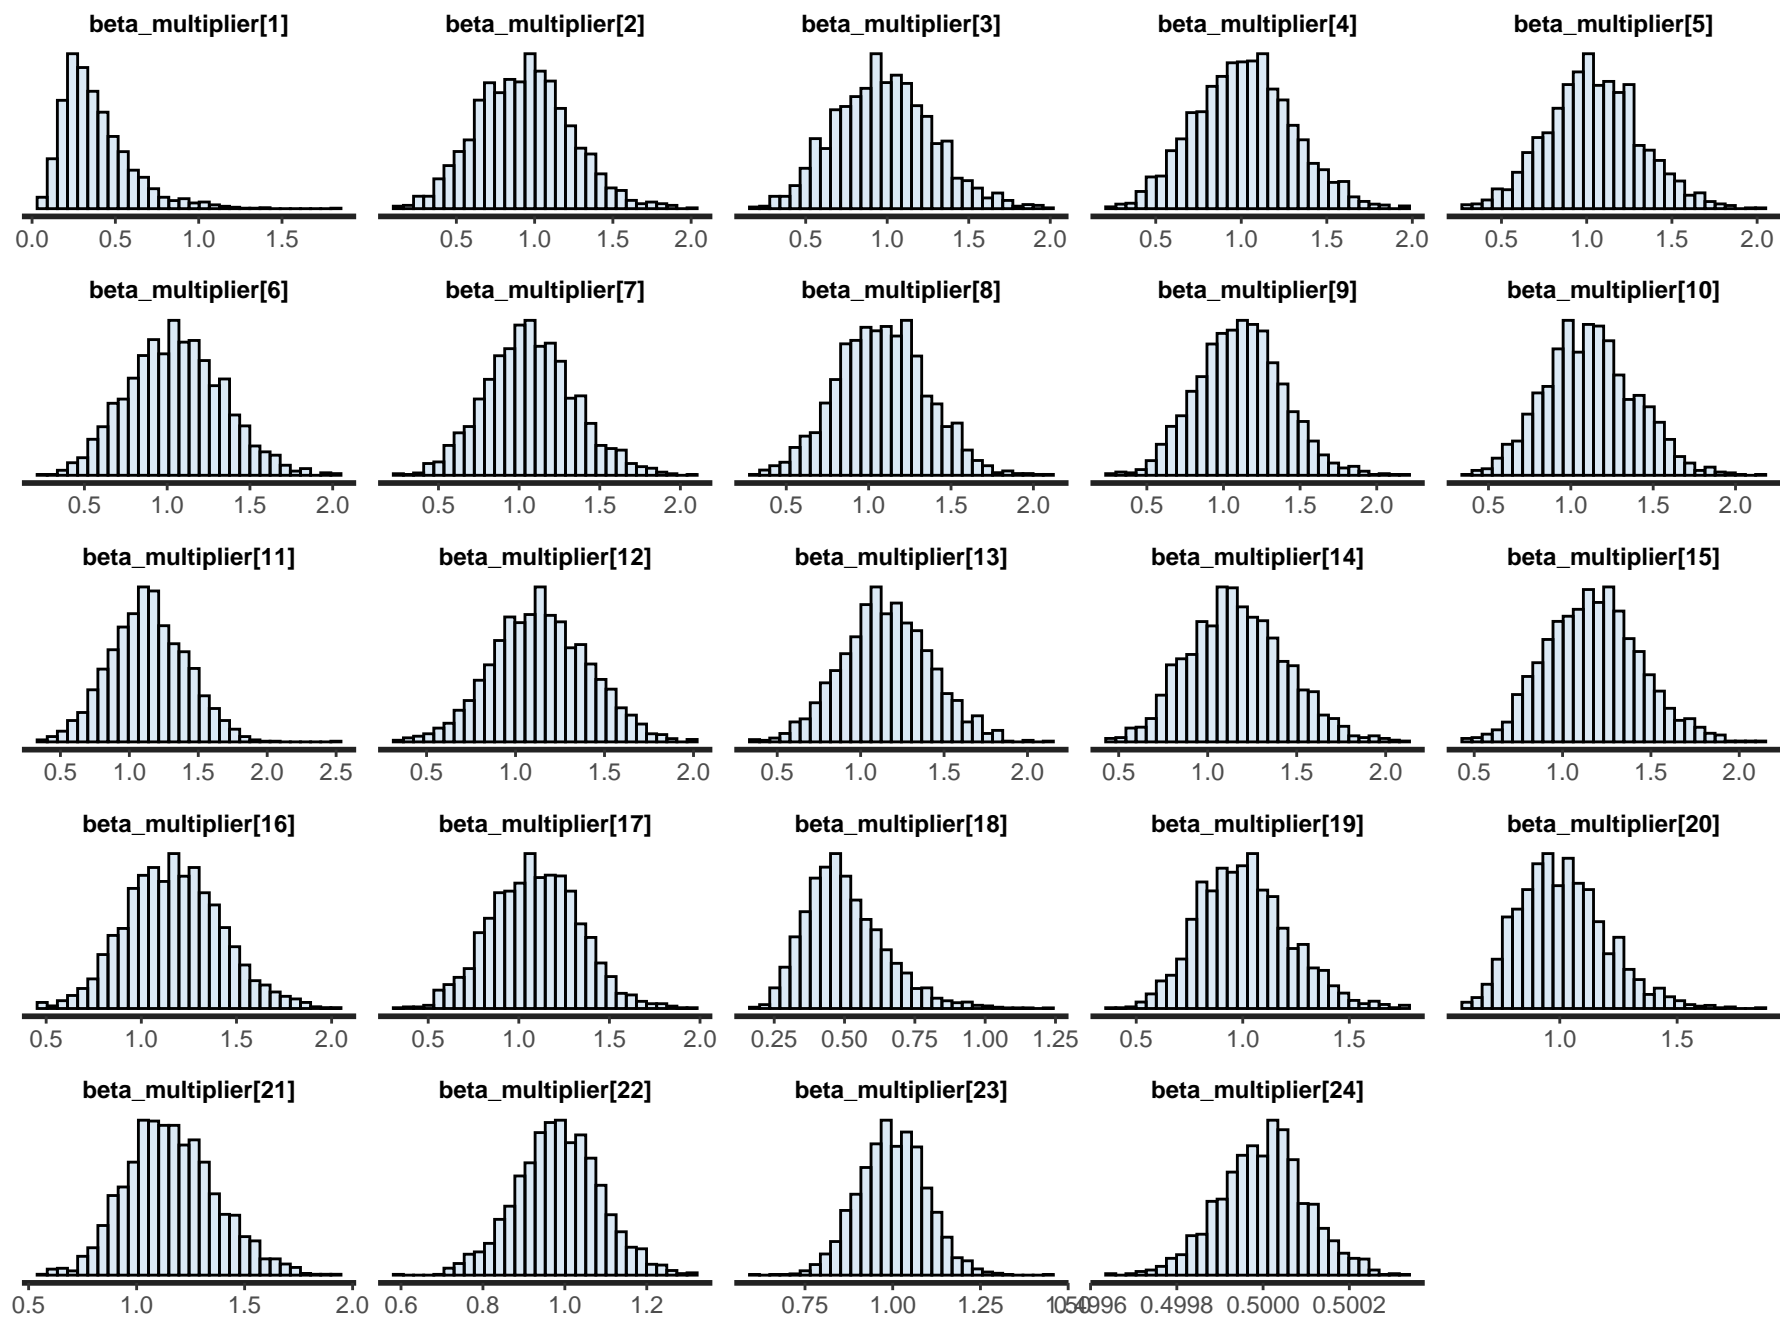 beta_multiplier[1] beta_multiplier[2] beta_multiplier[3] beta_multiplier[4] beta_multiplier[5]
0.0 0.5 1.0 1.5 0.5 1.0 1.5 2.0 0.5 1.0 1.5 2.0 0.5 1.0 1.5 2.0 0.5 1.0 1.5 2.0
beta_multiplier[6] beta_multiplier[7] beta_multiplier[8] beta_multiplier[9] beta_multiplier[10]
0.5 1.0 1.5 2.0 0.5 1.0 1.5 2.0 0.5 1.0 1.5 2.0 0.5 1.0 1.5 2.0 0.5 1.0 1.5 2.0
beta_multiplier[11] beta_multiplier[12] beta_multiplier[13] beta_multiplier[14] beta_multiplier[15]
0.5 1.0 1.5 2.0 2.5 0.5 1.0 1.5 2.0 0.5 1.0 1.5 2.0 0.5 1.0 1.5 2.0 0.5 1.0 1.5 2.0
beta_multiplier[16] beta_multiplier[17] beta_multiplier[18] beta_multiplier[19] beta_multiplier[20]
0.5 1.0 1.5 2.0 0.5 1.0 1.5 2.0 0.25 0.50 0.75 1.00 1.25 0.5 1.0 1.5 1.0 1.5
beta_multiplier[21] beta_multiplier[22] beta_multiplier[23] beta_multiplier[24]
0.5 1.0 1.5 2.0 0.6 0.8 1.0 1.2 0.75 1.00 1.25 1.50 0.4996 0.4998 0.5000 0.5002